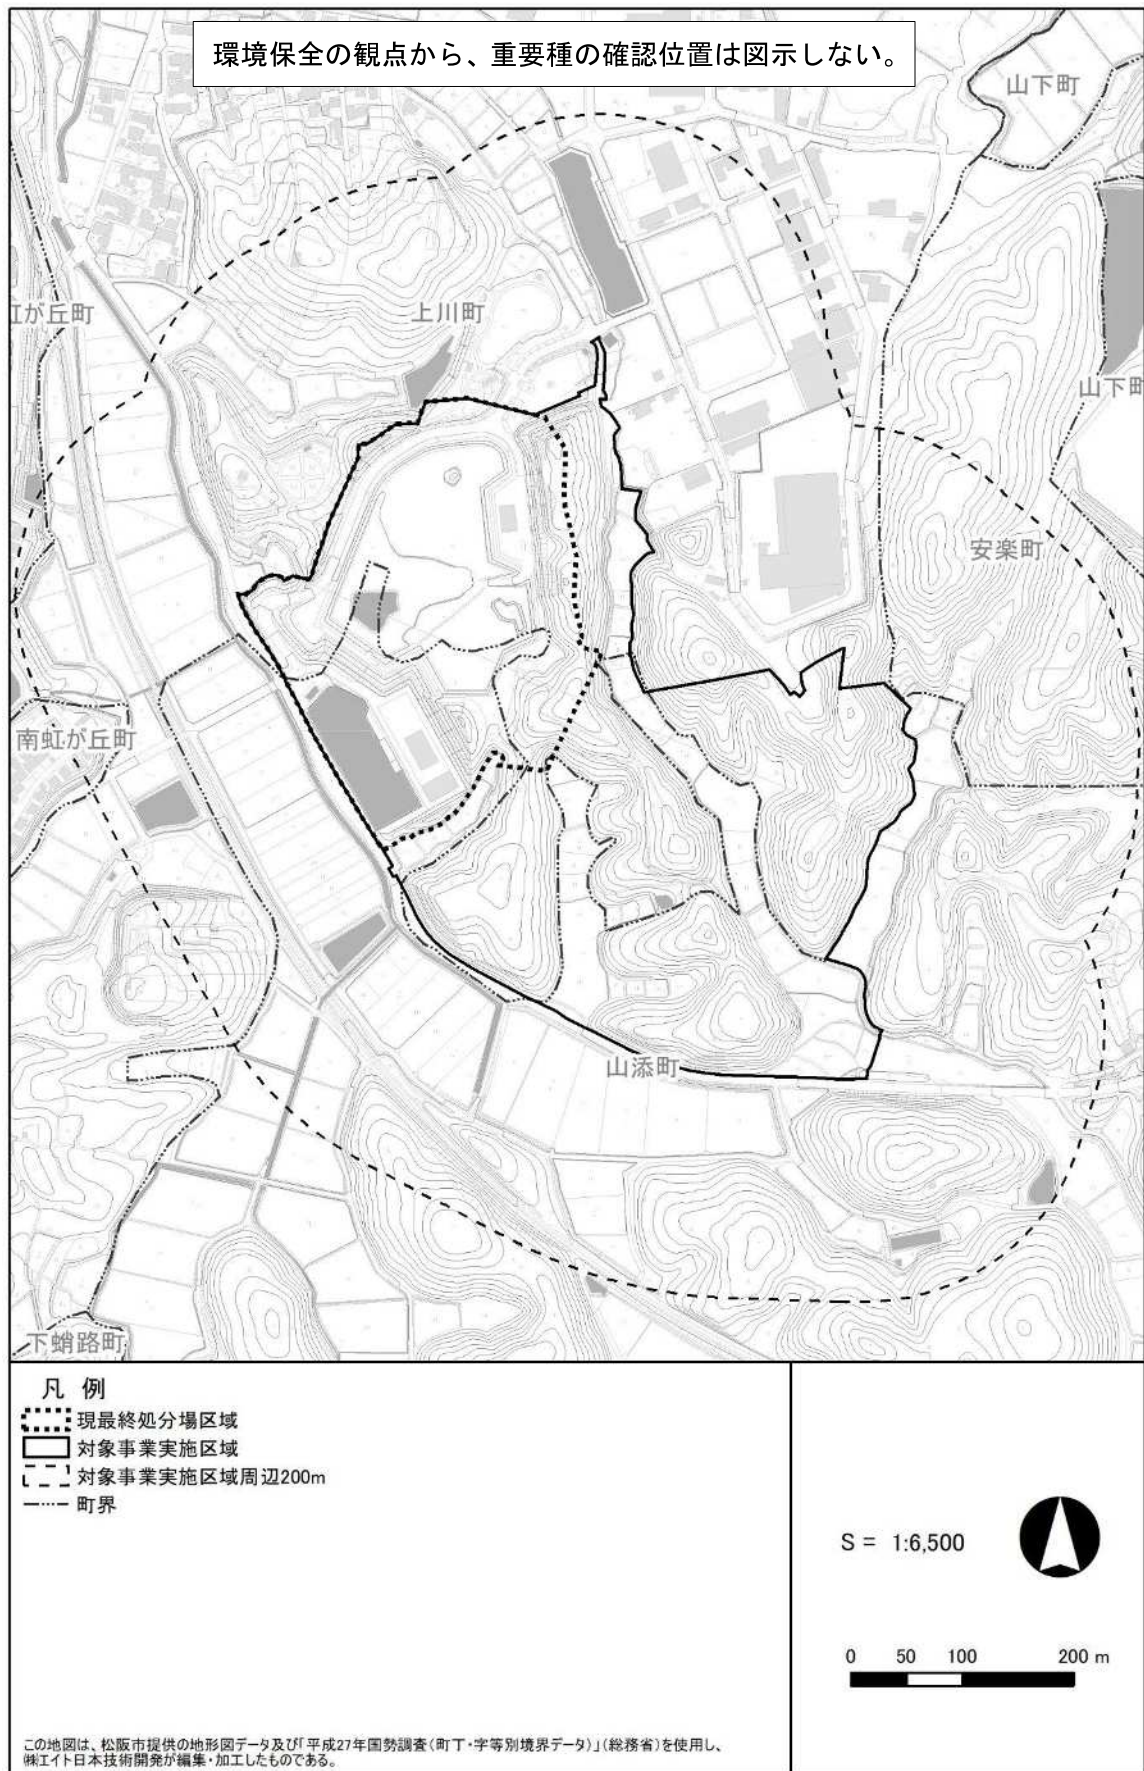 環境保全の観点から、重要種の確認位置は図示しない。
山下町
虹が丘町
上川町
山下町
安楽町
南虹が丘町
山添町
下蛸路町
凡 例
現最終処分場区域
対象事業実施区域
対象事業実施区域周辺200m
町界
S = 1:6,500
0 50 100 200 m
この地図は、松阪市提供の地形図データ及び「平成27年国勢調査(町丁・字等別境界データ)」(総務省)を使用し、
㈱エイト日本技術開発が編集・加工したものである。